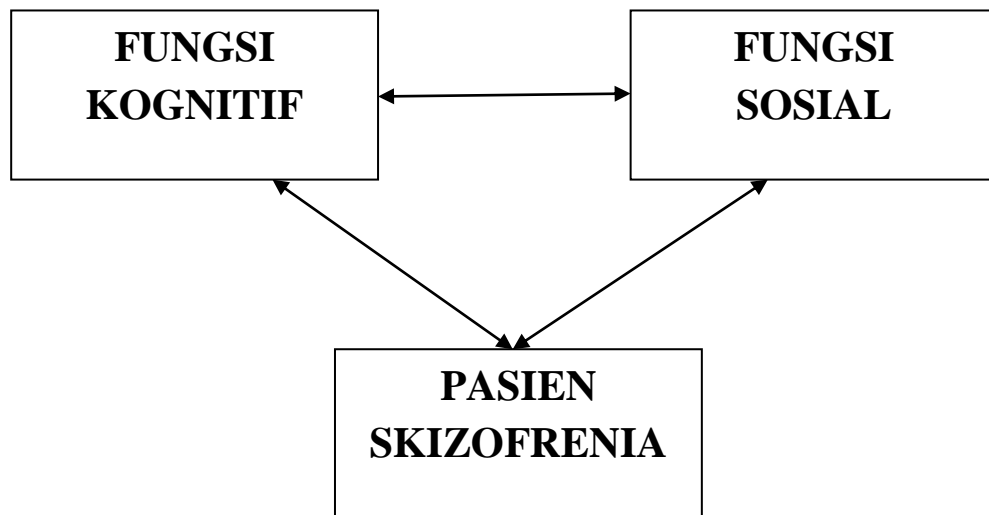 FUNGSI
KOGNITIF
FUNGSI
SOSIAL
PASIEN
SKIZOFRENIA